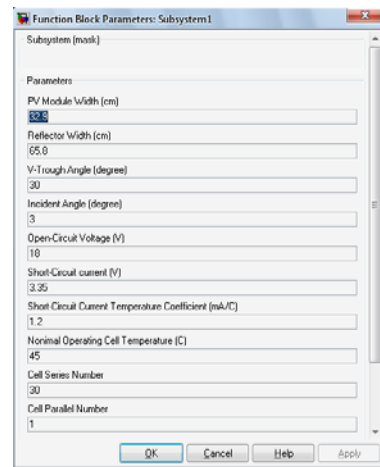 Function Block Parameters: Subsystem1
Subsystem (mask)
Parameters
PV Module Width (cm)
32.9
Reflector Width (cm)
65.8
V-Trough Angle (degree)
30
Incident Angle (degree)
3
Open-Circuit Voltage (V)
18
Short-Circuit current (V)
3.35
Short Circuit Current Temperature Coefficient (mA/C)
1.2
Nonimal Operating Cell Temperature (C)
45
Cell Series Number
30
Cell Parallel Number
1
OK Cancel Help Apply